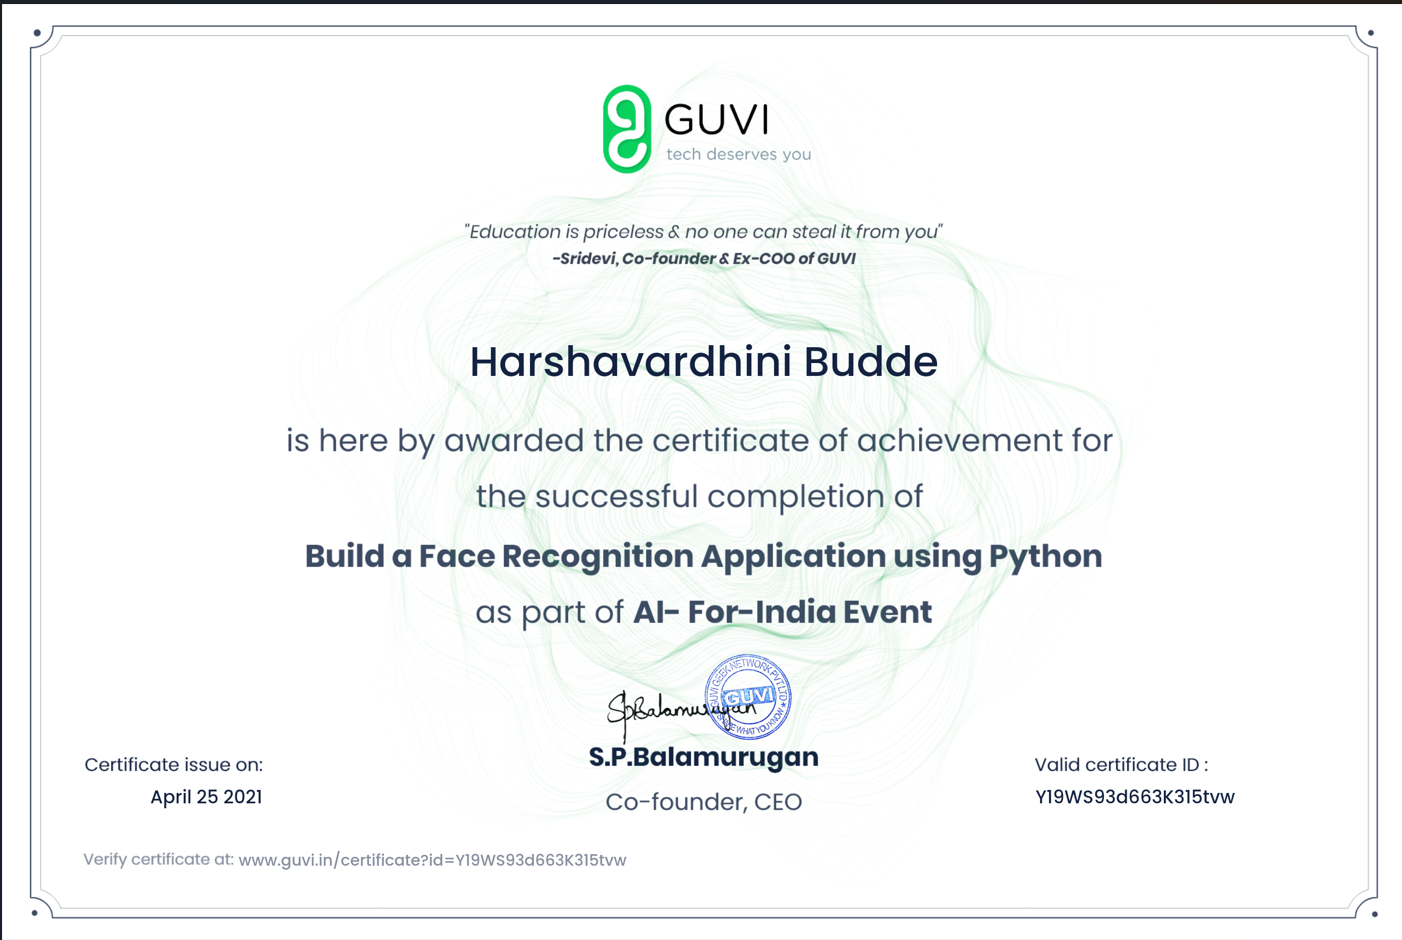 GUVI
tech deserves you
"Education is priceless & no one can steal it from you"
-Sridevi, Co-founder & Ex-COO of GUVI
Harshavardhini Budde
is here by awarded the certificate of achievement for
the successful completion of
Build a Face Recognition Application using Python
as part of AI- For-India Event
SpBalamurugan
GUVI GEEK NETWORK PVT LTD
GUVI
WHAT YOU KNOW
S.P.Balamurugan
Co-founder, CEO
Certificate issue on:
April 25 2021
Valid certificate ID :
Y19WS93d663K315tvw
Verify certificate at: www.guvi.in/certificate?id=Y19WS93d663K315tvw